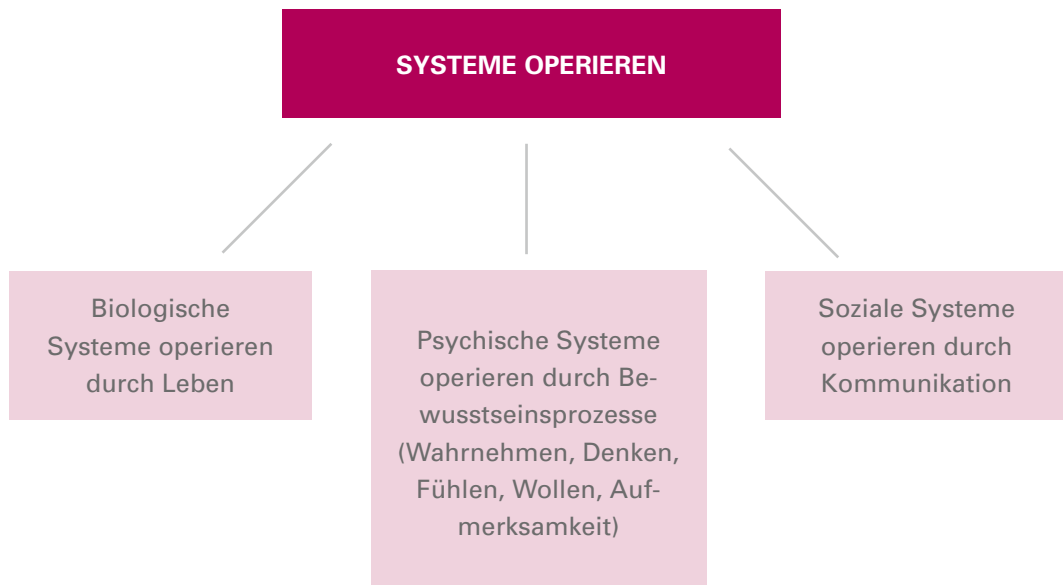 SYSTEME OPERIEREN
Biologische
Systeme operieren
durch Leben
Psychische Systeme
operieren durch Be-
wusstseinsprozesse
(Wahrnehmen, Denken,
Fühlen, Wollen, Auf-
merksamkeit)
Soziale Systeme
operieren durch
Kommunikation